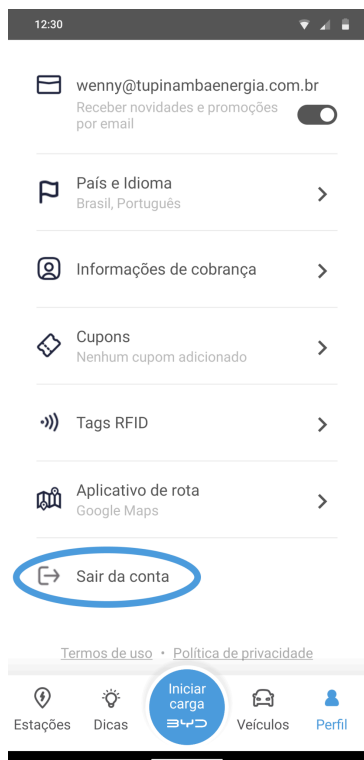 12:30
wenny@tupinambaenergia.com.br
Receber novidades e promoções
por email
País e Idioma
Brasil, Português
Informações de cobrança
Cupons
Nenhum cupom adicionado
Tags RFID
Aplicativo de rota
Google Maps
Sair da conta
Termos de uso • Política de privacidade
Iniciar
carga
BYD
Estações Dicas Veículos Perfil